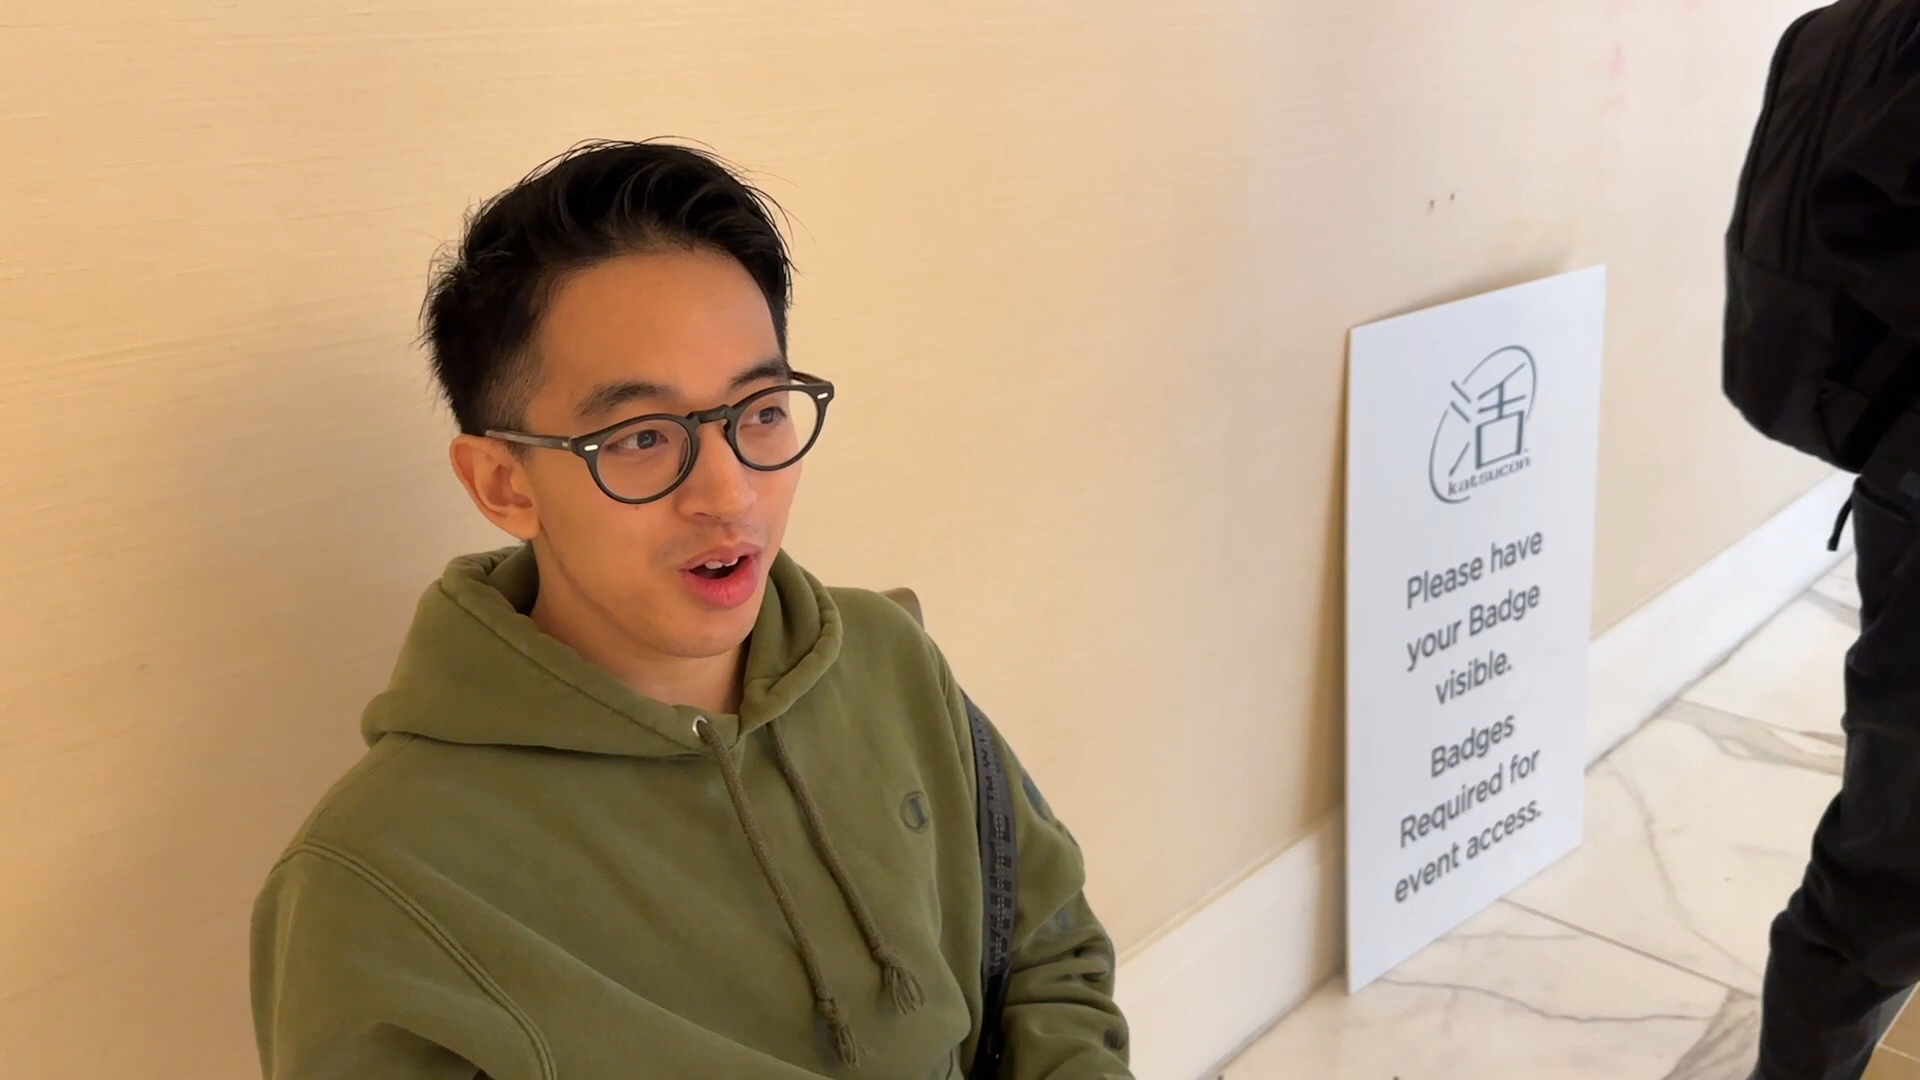 活
katsucon
Please have
your Badge
visible.
Badges
Required for
event access.